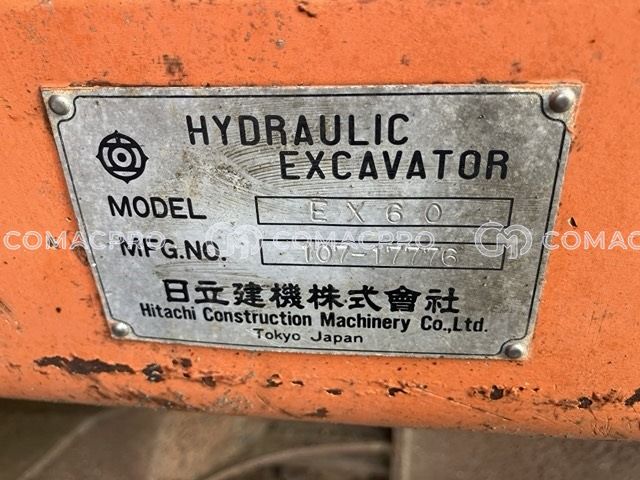 HYDRAULIC
EXCAVATOR
MODEL EX60
MFG.NO. 107-17776
日立建機株式會社
Hitachi Construction Machinery Co.,Ltd.
Tokyo Japan
COMACPRO
COMACPRO
COMACPRO